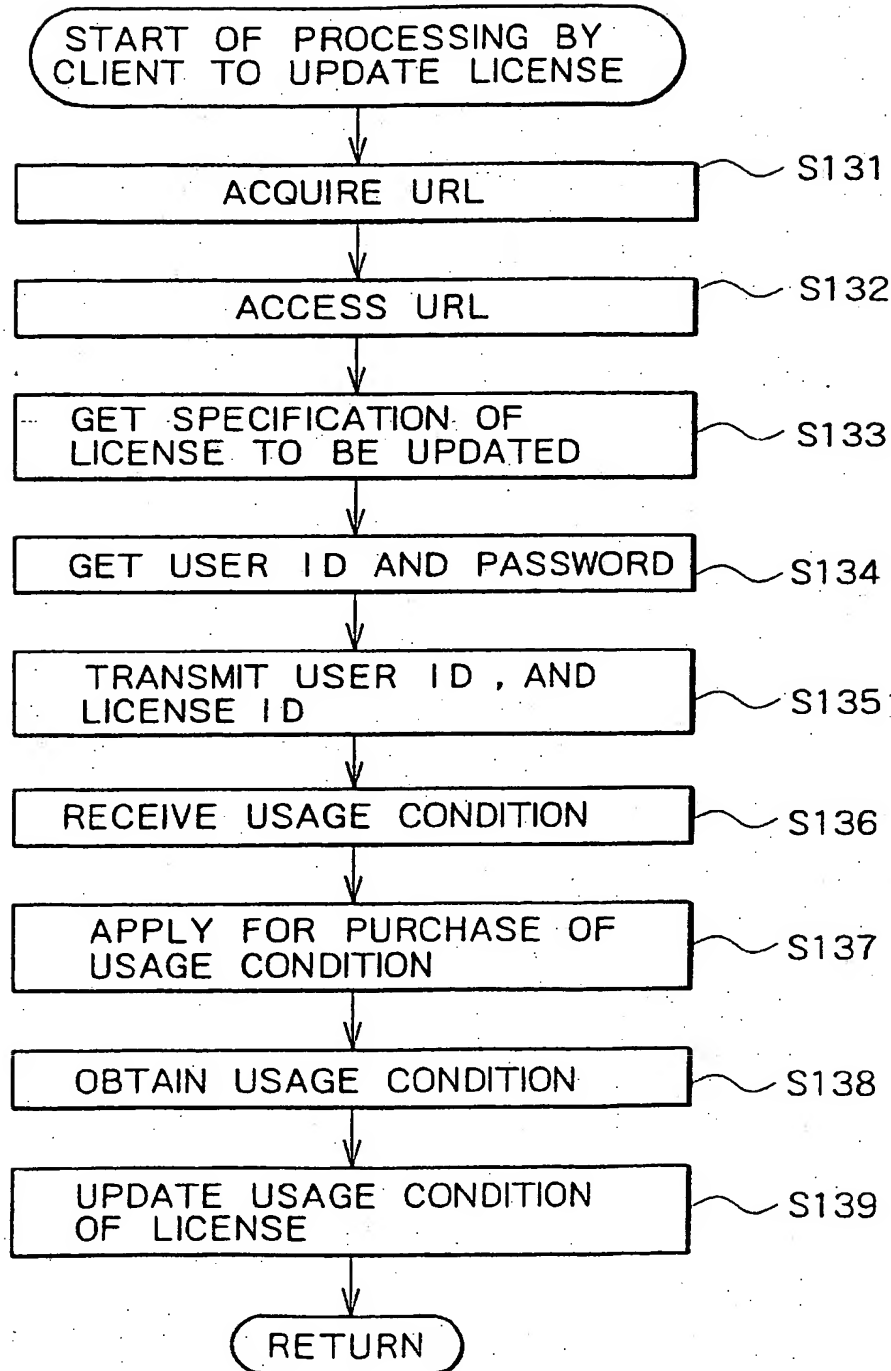 START OF PROCESSING BY
CLIENT TO UPDATE LICENSE
ACQUIRE URL
S131
ACCESS URL
S132
GET SPECIFICATION OF
LICENSE TO BE UPDATED
S133
GET USER ID AND PASSWORD
S134
TRANSMIT USER ID, AND
LICENSE ID
S135
RECEIVE USAGE CONDITION
S136
APPLY FOR PURCHASE OF
USAGE CONDITION
S137
OBTAIN USAGE CONDITION
S138
UPDATE USAGE CONDITION
OF LICENSE
S139
RETURN